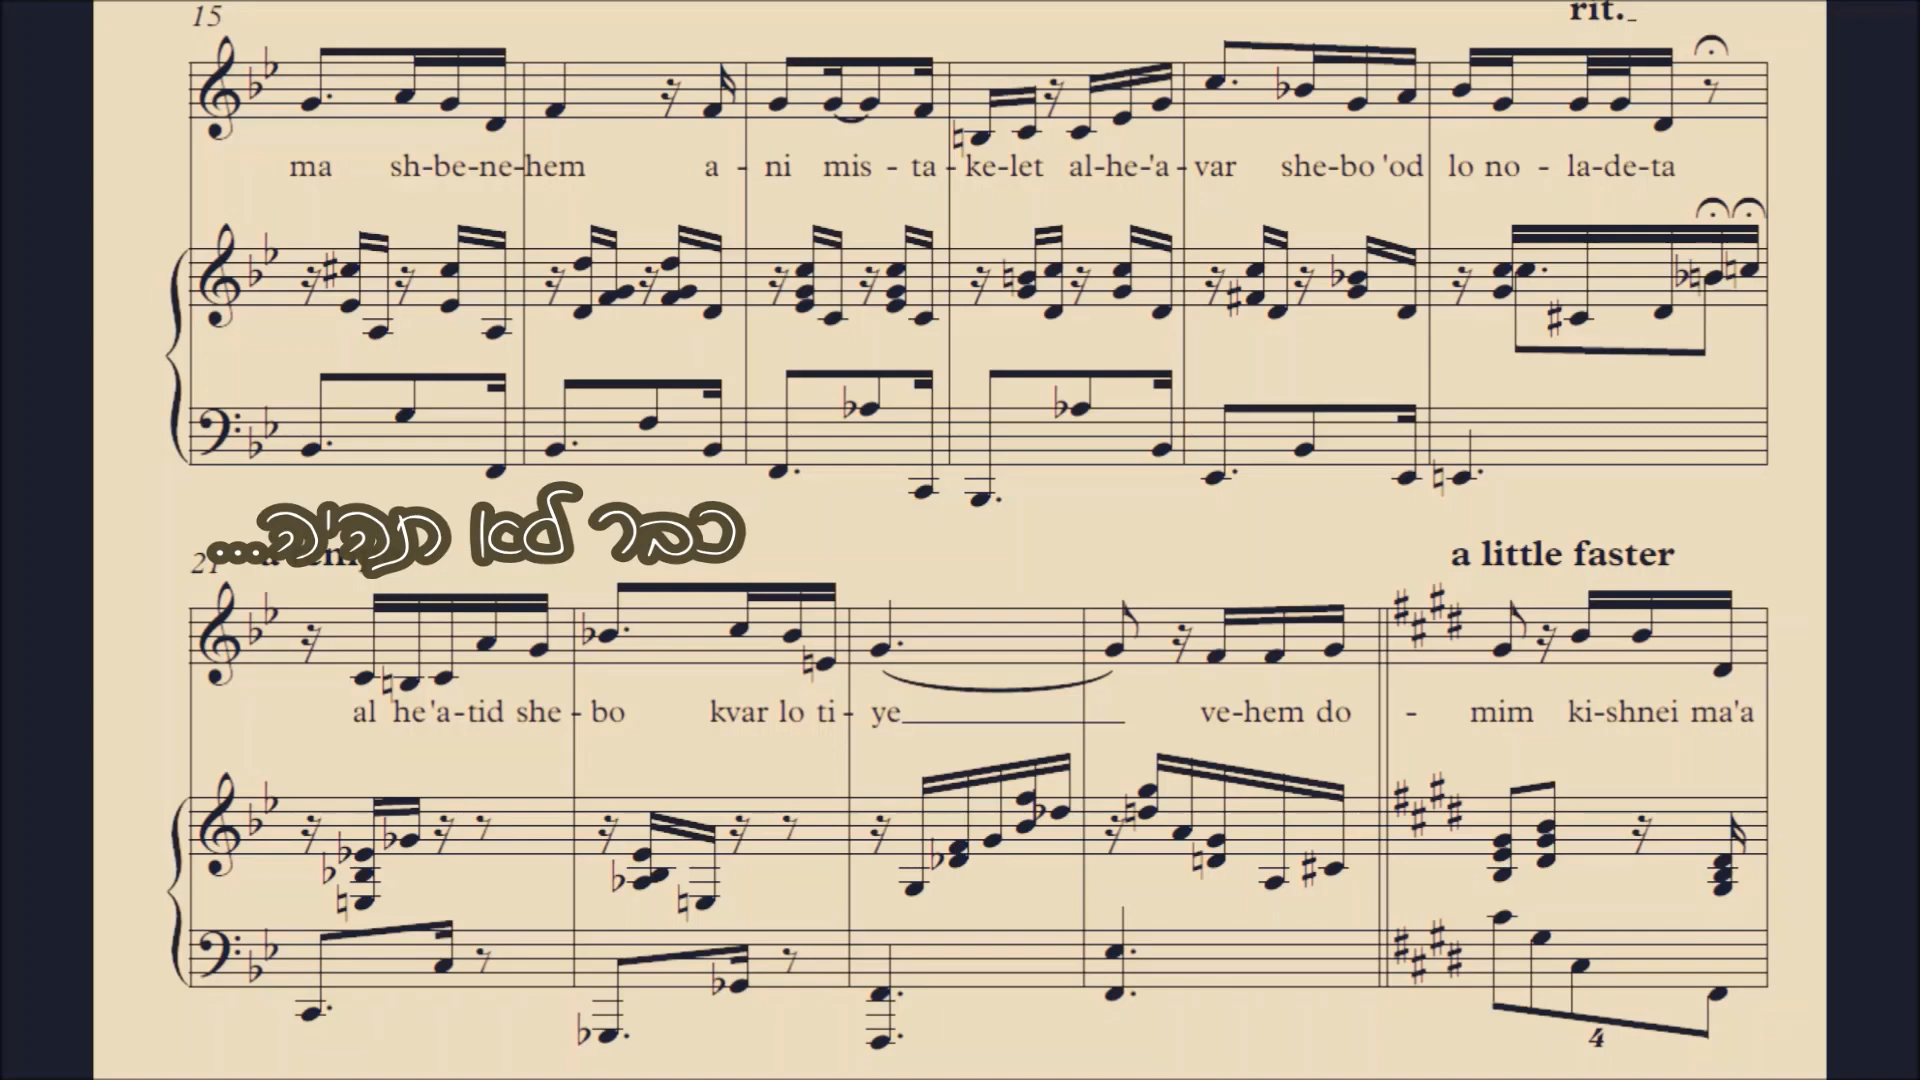 15
rit.
ma sh-be-ne-hem a - ni mis - ta - ke-let al-he-'a - var she-bo 'od lo no - la-de-ta
כבר לא תהיה...
21
a little faster
al he'a-tid she - bo kvar lo ti - ye ve-hem do - mim ki-shnei ma'a
4